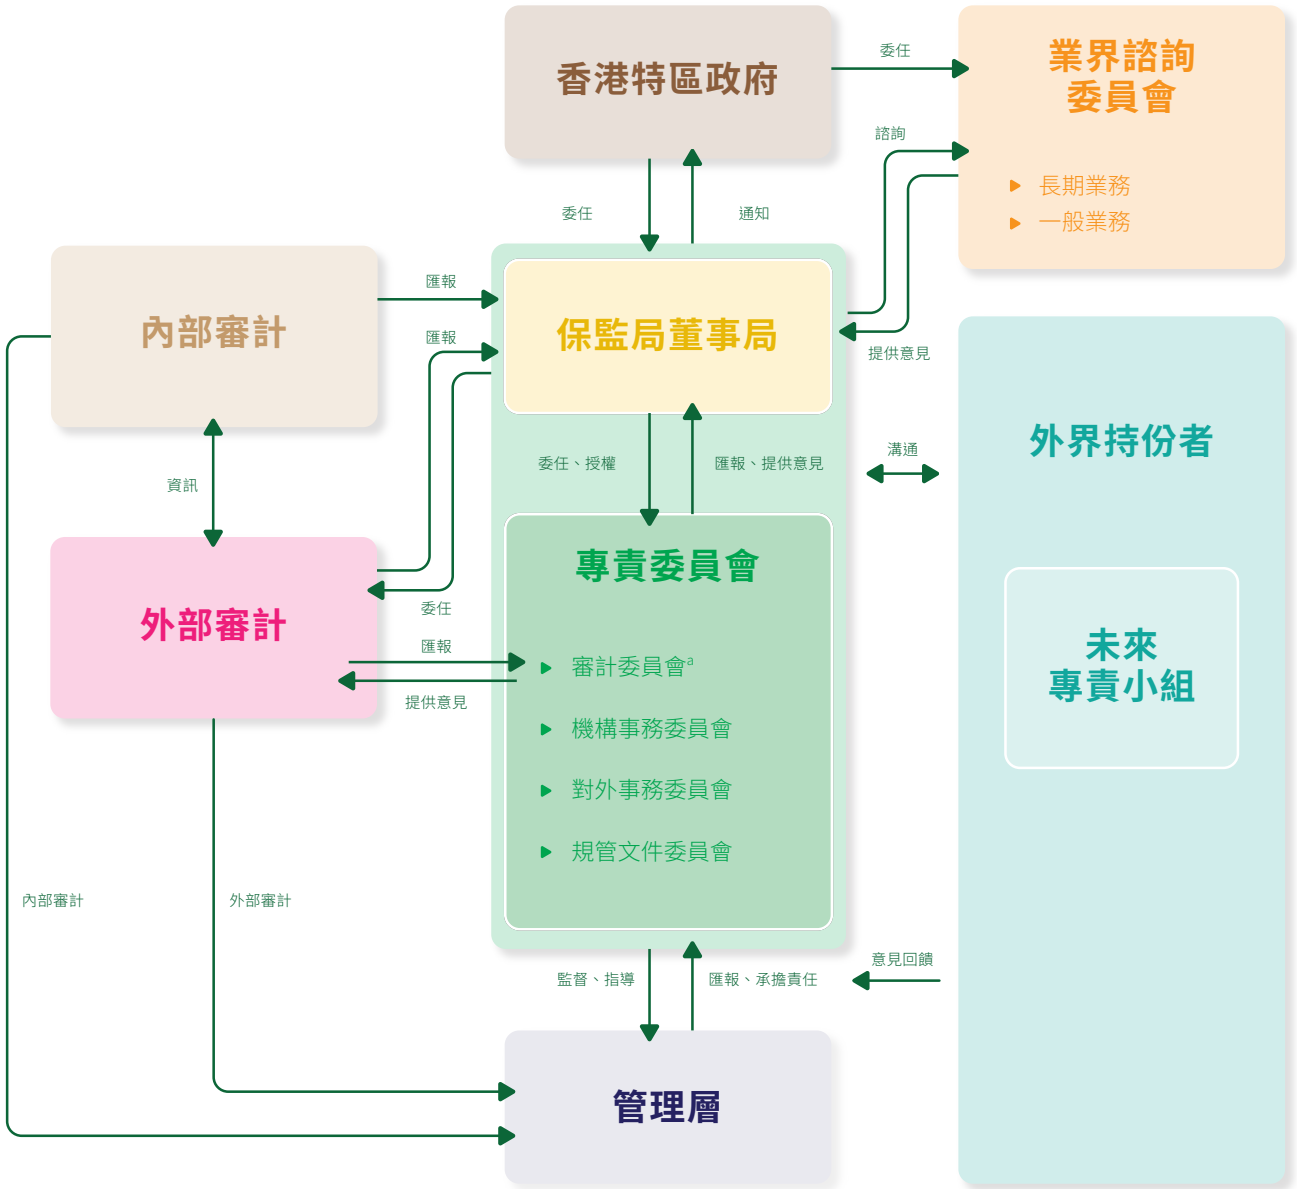 香港特區政府
委任
業界諮詢
委員會
諮詢
長期業務
一般業務
委任
通知
內部審計
匯報
匯報
保監局董事局
提供意見
外界持份者
委任、授權
匯報、提供意見
溝通
資訊
外部審計
專責委員會
委任
匯報
提供意見
審計委員會a
機構事務委員會
對外事務委員會
規管文件委員會
未來
專責小組
內部審計
外部審計
監督、指導
匯報、承擔責任
意見回饋
管理層